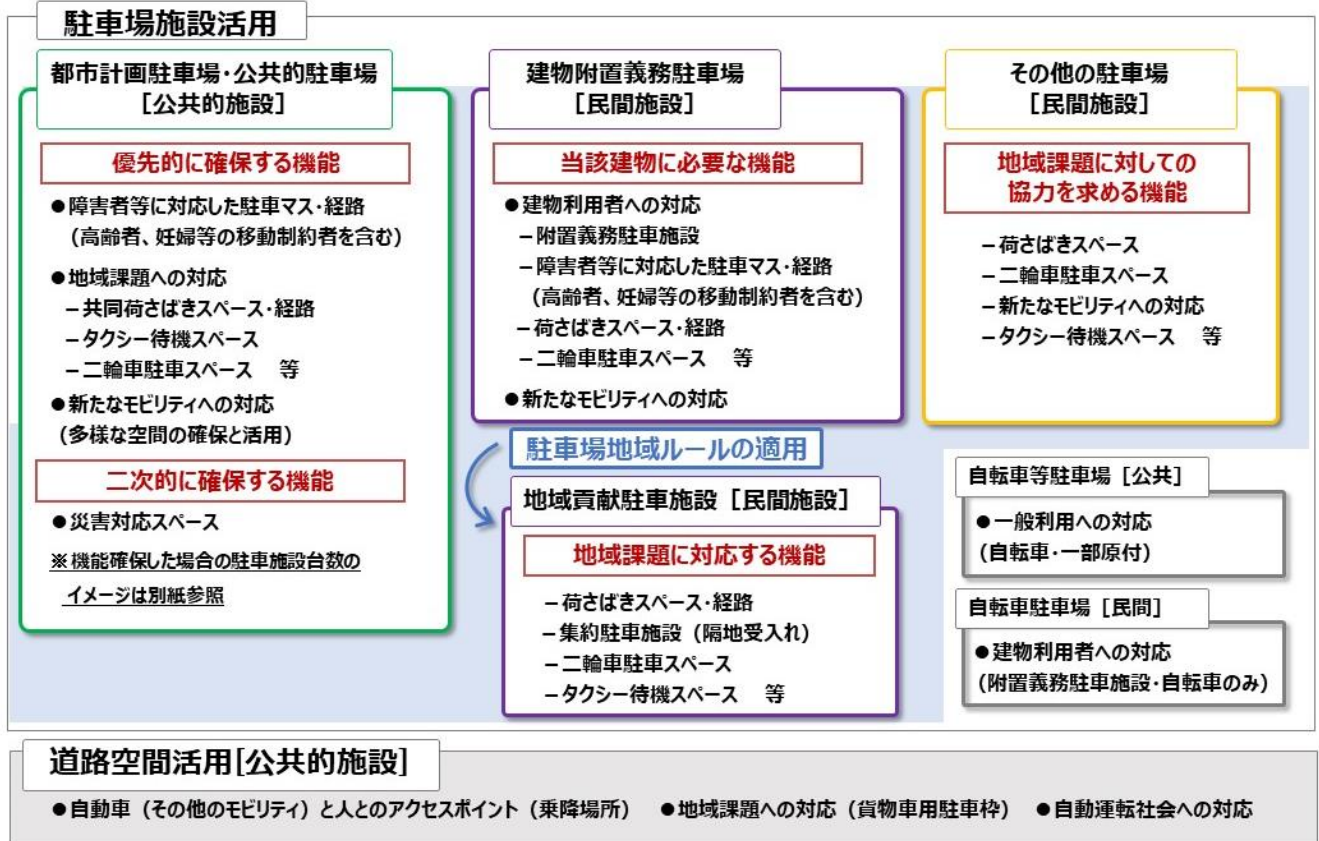 駐車場施設活用
都市計画駐車場・公共的駐車場
[公共的施設]
優先的に確保する機能
●障害者等に対応した駐車マス・経路
(高齢者、妊婦等の移動制約者を含む)
●地域課題への対応
－共同荷さばきスペース・経路
－タクシー待機スペース
－二輪車駐車スペース 等
●新たなモビリティへの対応
(多様な空間の確保と活用)
二次的に確保する機能
●災害対応スペース
※機能確保した場合の駐車施設台数の
イメージは別紙参照
建物附置義務駐車場
[民間施設]
当該建物に必要な機能
●建物利用者への対応
－附置義務駐車施設
－障害者等に対応した駐車マス・経路
(高齢者、妊婦等の移動制約者を含む)
－荷さばきスペース・経路
－二輪車駐車スペース 等
●新たなモビリティへの対応
駐車場地域ルールの適用
地域貢献駐車施設 [民間施設]
地域課題に対応する機能
－荷さばきスペース・経路
－集約駐車施設 (隔地受入れ)
－二輪車駐車スペース
－タクシー待機スペース 等
その他の駐車場
[民間施設]
地域課題に対しての
協力を求める機能
－荷さばきスペース
－二輪車駐車スペース
－新たなモビリティへの対応
－タクシー待機スペース 等
自転車等駐車場 [公共]
●一般利用への対応
(自転車・一部原付)
自転車駐車場 [民間]
●建物利用者への対応
(附置義務駐車施設・自転車のみ)
道路空間活用[公共的施設]
●自動車 (その他のモビリティ) と人とのアクセスポイント (乗降場所) ●地域課題への対応 (貨物車用駐車枠) ●自動運転社会への対応